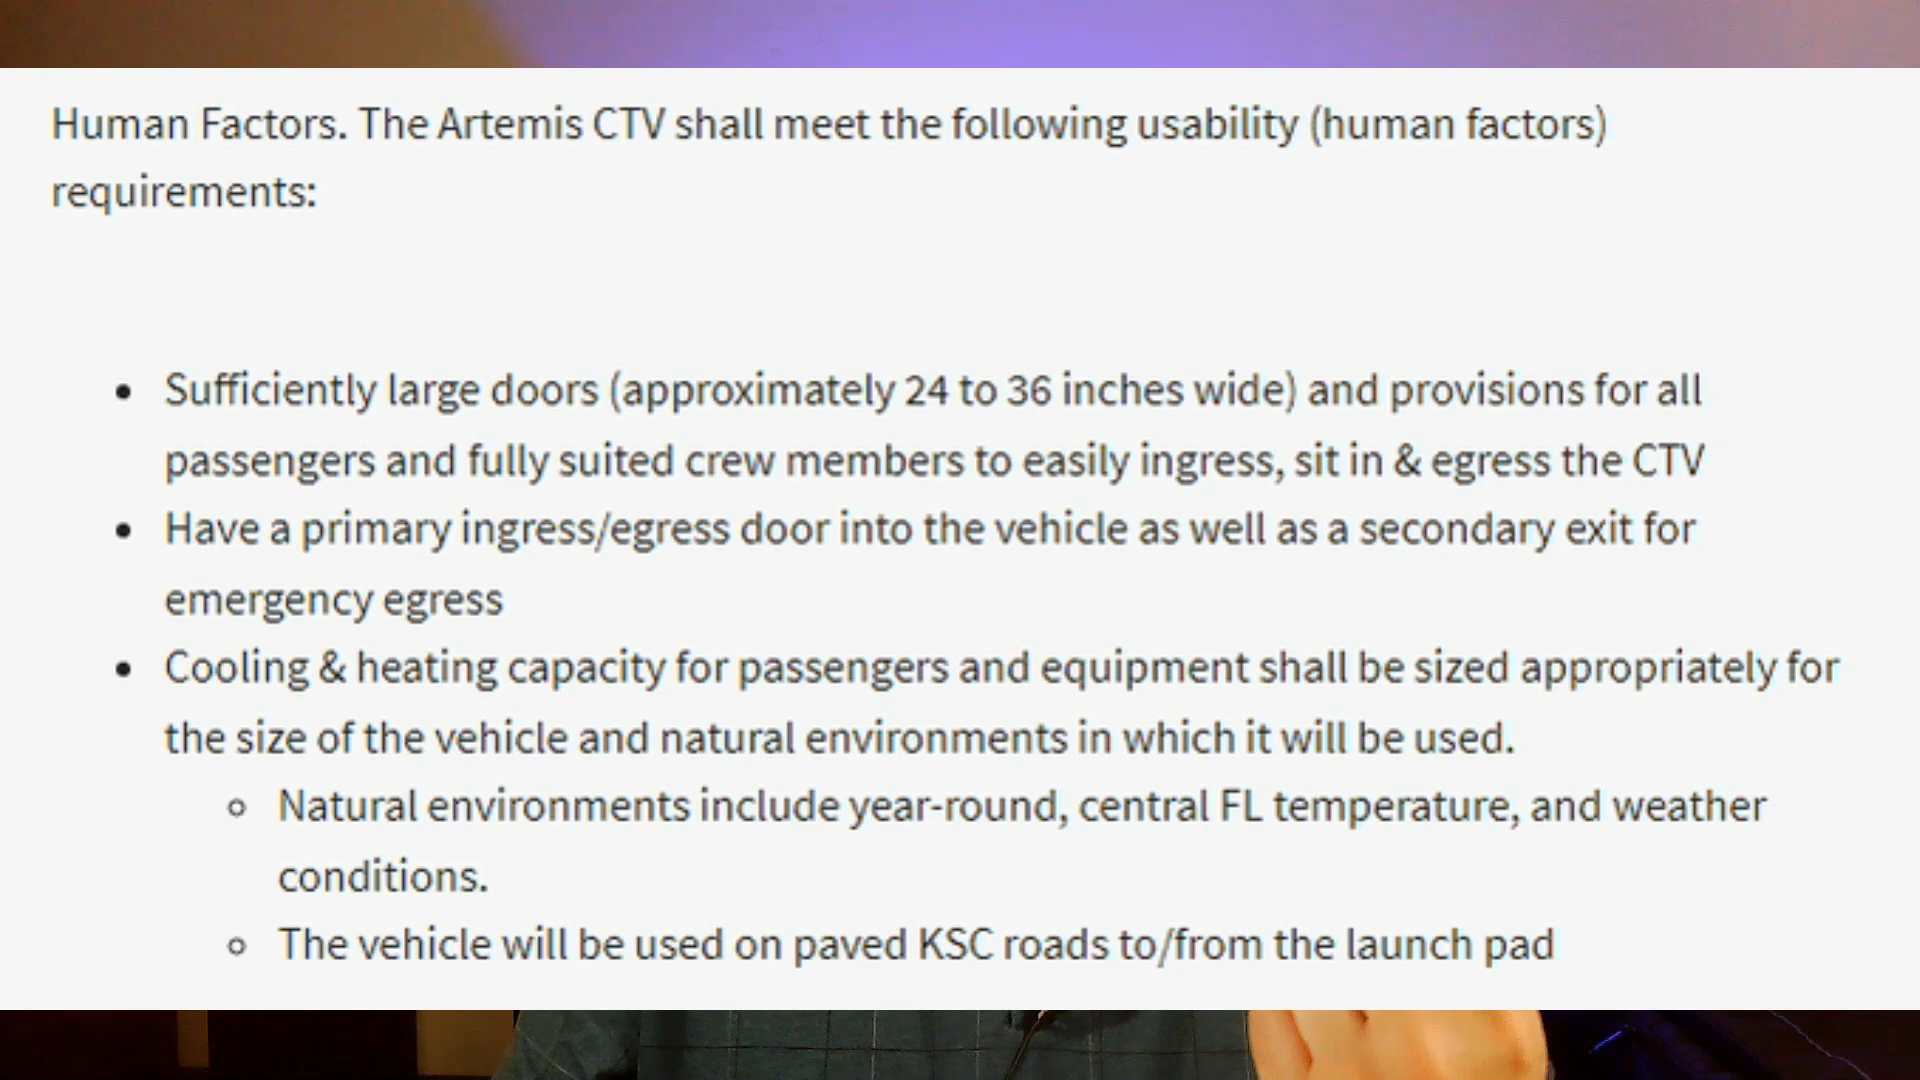 Human Factors. The Artemis CTV shall meet the following usability (human factors)
requirements:
• Sufficiently large doors (approximately 24 to 36 inches wide) and provisions for all
passengers and fully suited crew members to easily ingress, sit in & egress the CTV
• Have a primary ingress/egress door into the vehicle as well as a secondary exit for
emergency egress
• Cooling & heating capacity for passengers and equipment shall be sized appropriately for
the size of the vehicle and natural environments in which it will be used.
◦ Natural environments include year-round, central FL temperature, and weather
conditions.
◦ The vehicle will be used on paved KSC roads to/from the launch pad